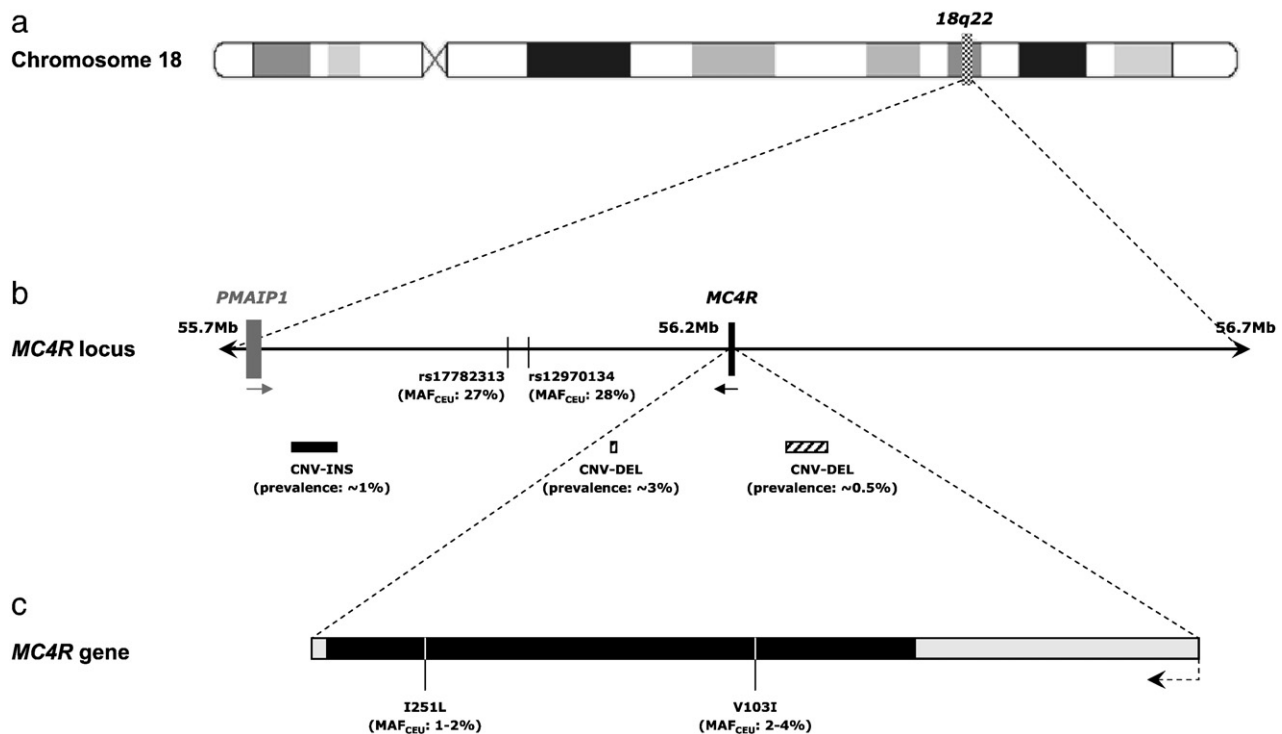 a
18q22
Chromosome 18
b
PMAIP1
MC4R
55.7Mb
56.2Mb
56.7Mb
MC4R locus
rs17782313
(MAFCEU: 27%)
rs12970134
(MAFCEU: 28%)
CNV-INS
(prevalence: ~1%)
CNV-DEL
(prevalence: ~3%)
CNV-DEL
(prevalence: ~0.5%)
c
MC4R gene
I251L
(MAFCEU: 1-2%)
V103I
(MAFCEU: 2-4%)